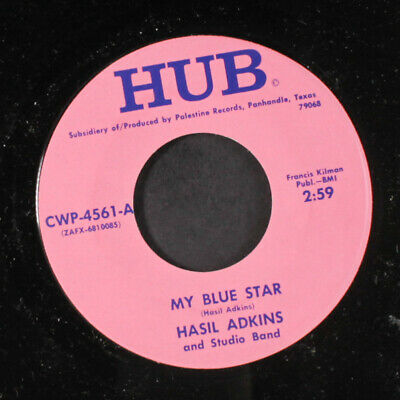 HUB ©
Subsidiary of/Produced by Palestine Records, Panhandle, Texas
79068
Francis Kilman
Publ.—BMI
CWP-4561-A
2:59
(ZAFX-6810085)
MY BLUE STAR
(Hasil Adkins)
HASIL ADKINS
and Studio Band